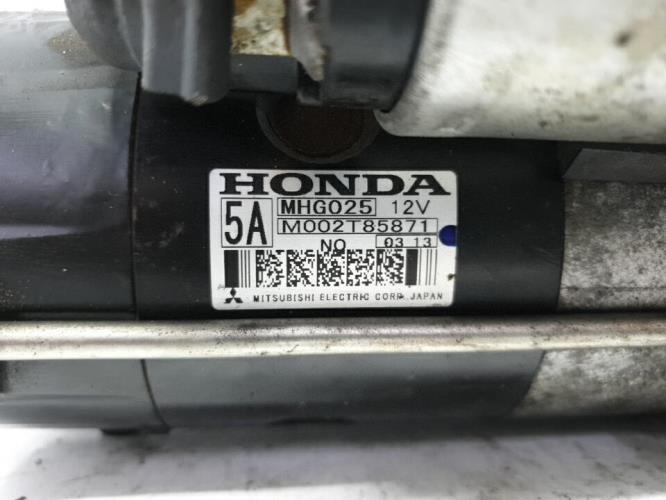 HONDA
5A MHG025 12V
M002T85871
NO 03 13
MITSUBISHI ELECTRIC CORP. JAPAN